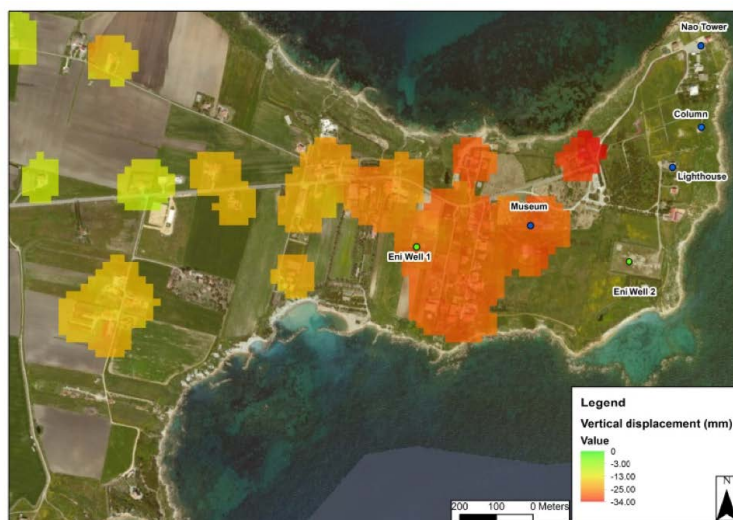 Nao Tower
Column
Lighthouse
Museum
Eni Well 1
Eni Well 2
Legend
Vertical displacement (mm)
Value
0
-3.00
-13.00
-25.00
-34.00
200 100 0 Meters
N